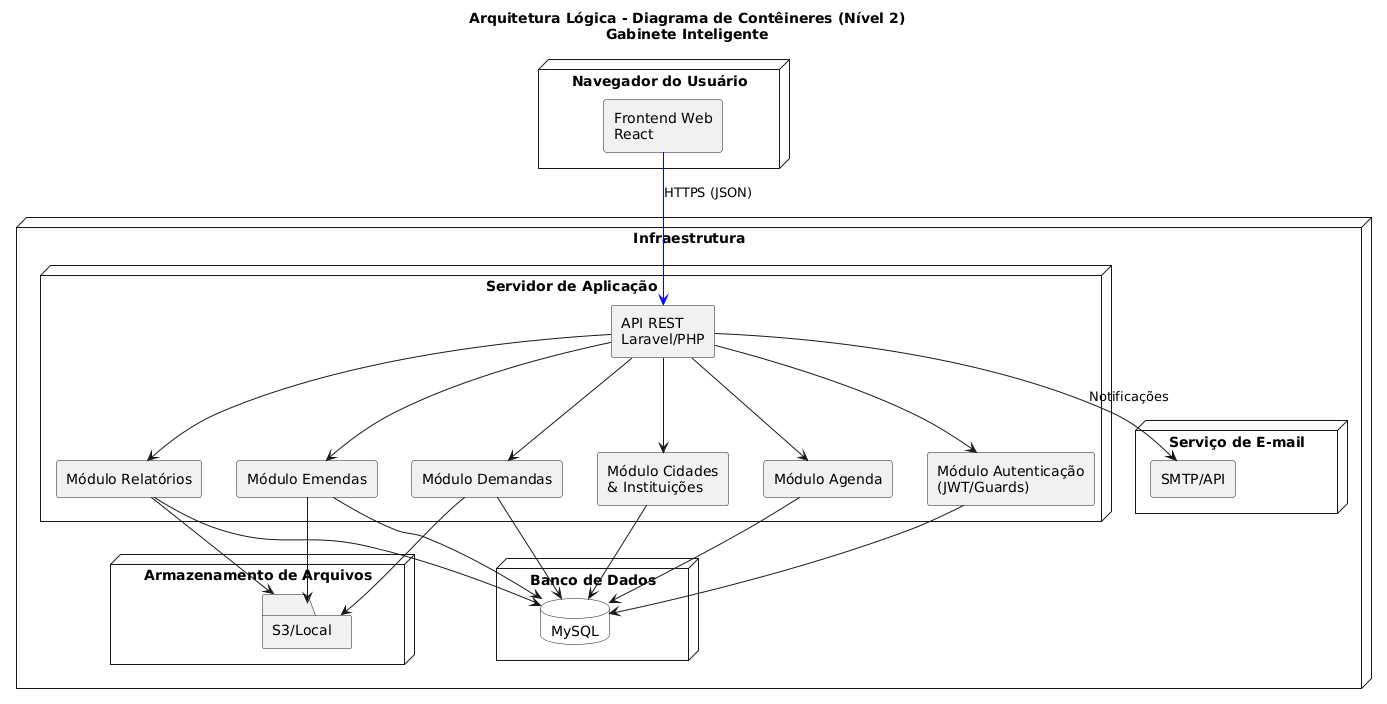 Arquitetura Lógica - Diagrama de Contêineres (Nível 2)
Gabinete Inteligente
Navegador do Usuário
Frontend Web
React
HTTPS (JSON)
Infraestrutura
Servidor de Aplicação
API REST
Laravel/PHP
Notificações
Serviço de E-mail
SMTP/API
Módulo Relatórios
Módulo Emendas
Módulo Demandas
Módulo Cidades
& Instituições
Módulo Agenda
Módulo Autenticação
(JWT/Guards)
Armazenamento de Arquivos
S3/Local
Banco de Dados
MySQL